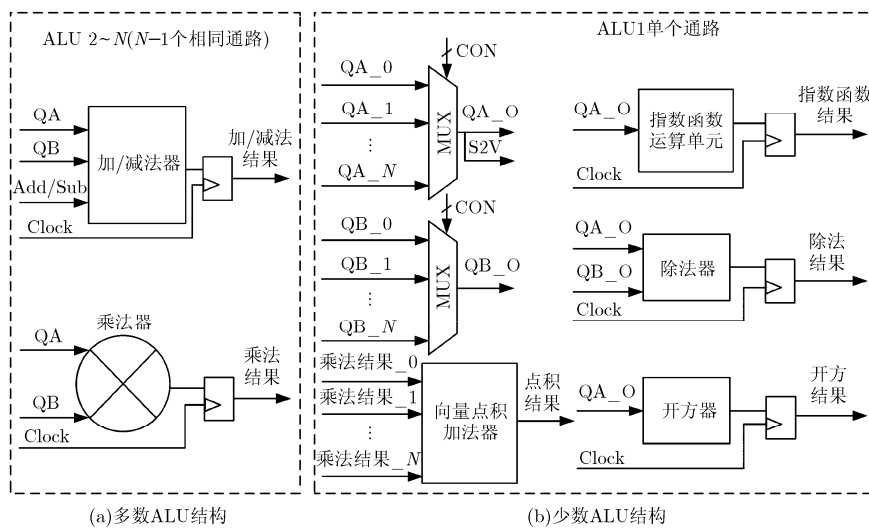 ALU 2~N(N−1个相同通路)
QA
QB
Add/Sub
Clock
加/减法器
加/减法
结果
乘法器
QA
QB
Clock
乘法
结果
(a)多数ALU结构
ALU1单个通路
CON
QA_0
QA_1
⋮
QA_N
MUX
QA_O
S2V
CON
QB_0
QB_1
⋮
QB_N
MUX
QB_O
乘法结果_0
乘法结果_1
⋮
乘法结果_N
向量点积
加法器
点积
结果
QA_O
Clock
指数函数
运算单元
指数函数
结果
QA_O
QB_O
Clock
除法器
除法
结果
QA_O
Clock
开方器
开方
结果
(b)少数ALU结构